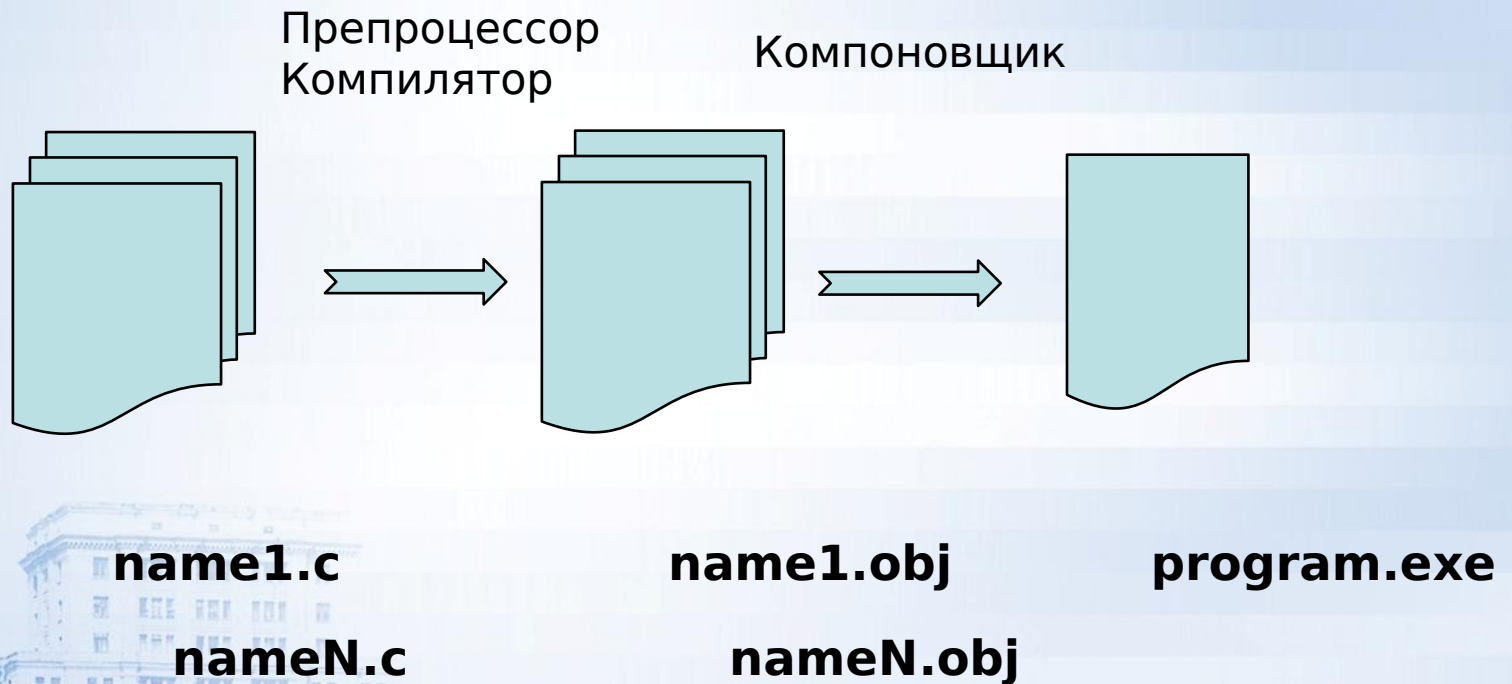 Препроцессор
Компилятор
Компоновщик
name1.c
name1.obj
program.exe
nameN.c
nameN.obj